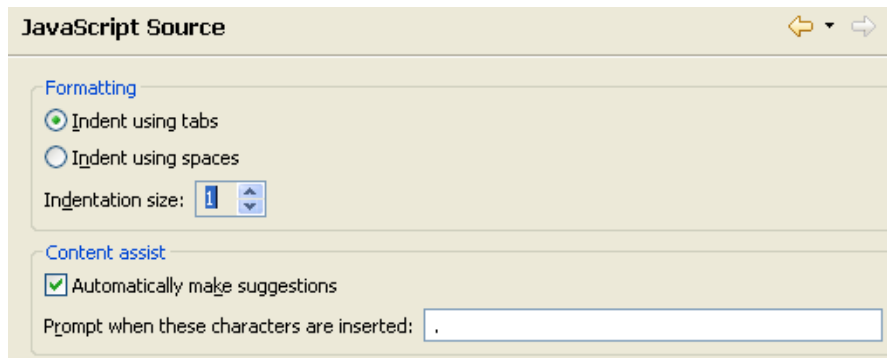 JavaScript Source
Formatting
Indent using tabs
Indent using spaces
Indentation size: 1
Content assist
Automatically make suggestions
Prompt when these characters are inserted: .